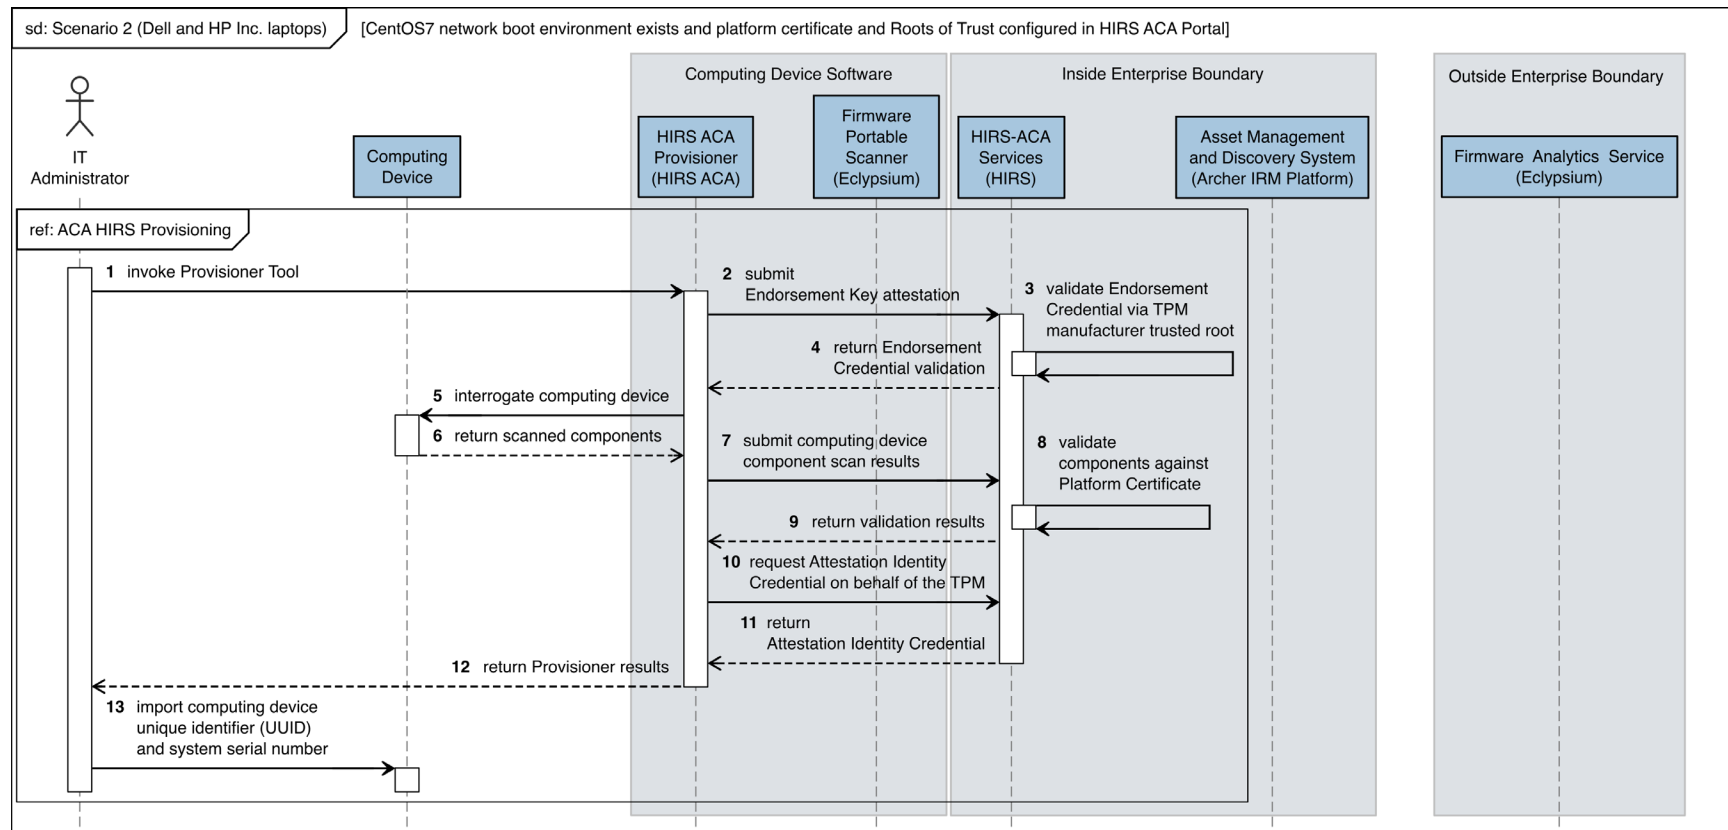 sd: Scenario 2 (Dell and HP Inc. laptops)
[CentOS7 network boot environment exists and platform certificate and Roots of Trust configured in HIRS ACA Portal]
Computing Device Software
Inside Enterprise Boundary
Outside Enterprise Boundary
IT
Administrator
Computing
Device
HIRS ACA
Provisioner
(HIRS ACA)
Firmware
Portable
Scanner
(Eclypsium)
HIRS-ACA
Services
(HIRS)
Asset Management
and Discovery System
(Archer IRM Platform)
Firmware Analytics Service
(Eclypsium)
ref: ACA HIRS Provisioning
1 invoke Provisioner Tool
2 submit
Endorsement Key attestation
3 validate Endorsement
Credential via TPM
manufacturer trusted root
4 return Endorsement
Credential validation
5 interrogate computing device
6 return scanned components
7 submit computing device
component scan results
8 validate
components against
Platform Certificate
9 return validation results
10 request Attestation Identity
Credential on behalf of the TPM
11 return
Attestation Identity Credential
12 return Provisioner results
13 import computing device
unique identifier (UUID)
and system serial number